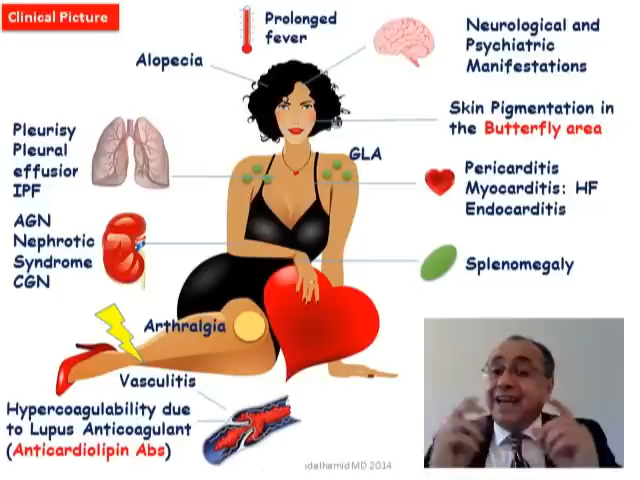 Clinical Picture
Prolonged
fever
Neurological and
Psychiatric
Manifestations
Alopecia
Skin Pigmentation in
the Butterfly area
Pleurisy
Pleural
effusior
IPF
GLA
Pericarditis
Myocarditis: HF
Endocarditis
AGN
Nephrotic
Syndrome
CGN
Splenomegaly
Arthralgia
Vasculitis
Hypercoagulability due
to Lupus Anticoagulant
(Anticardiolipin Abs)
delhamid MD 2014